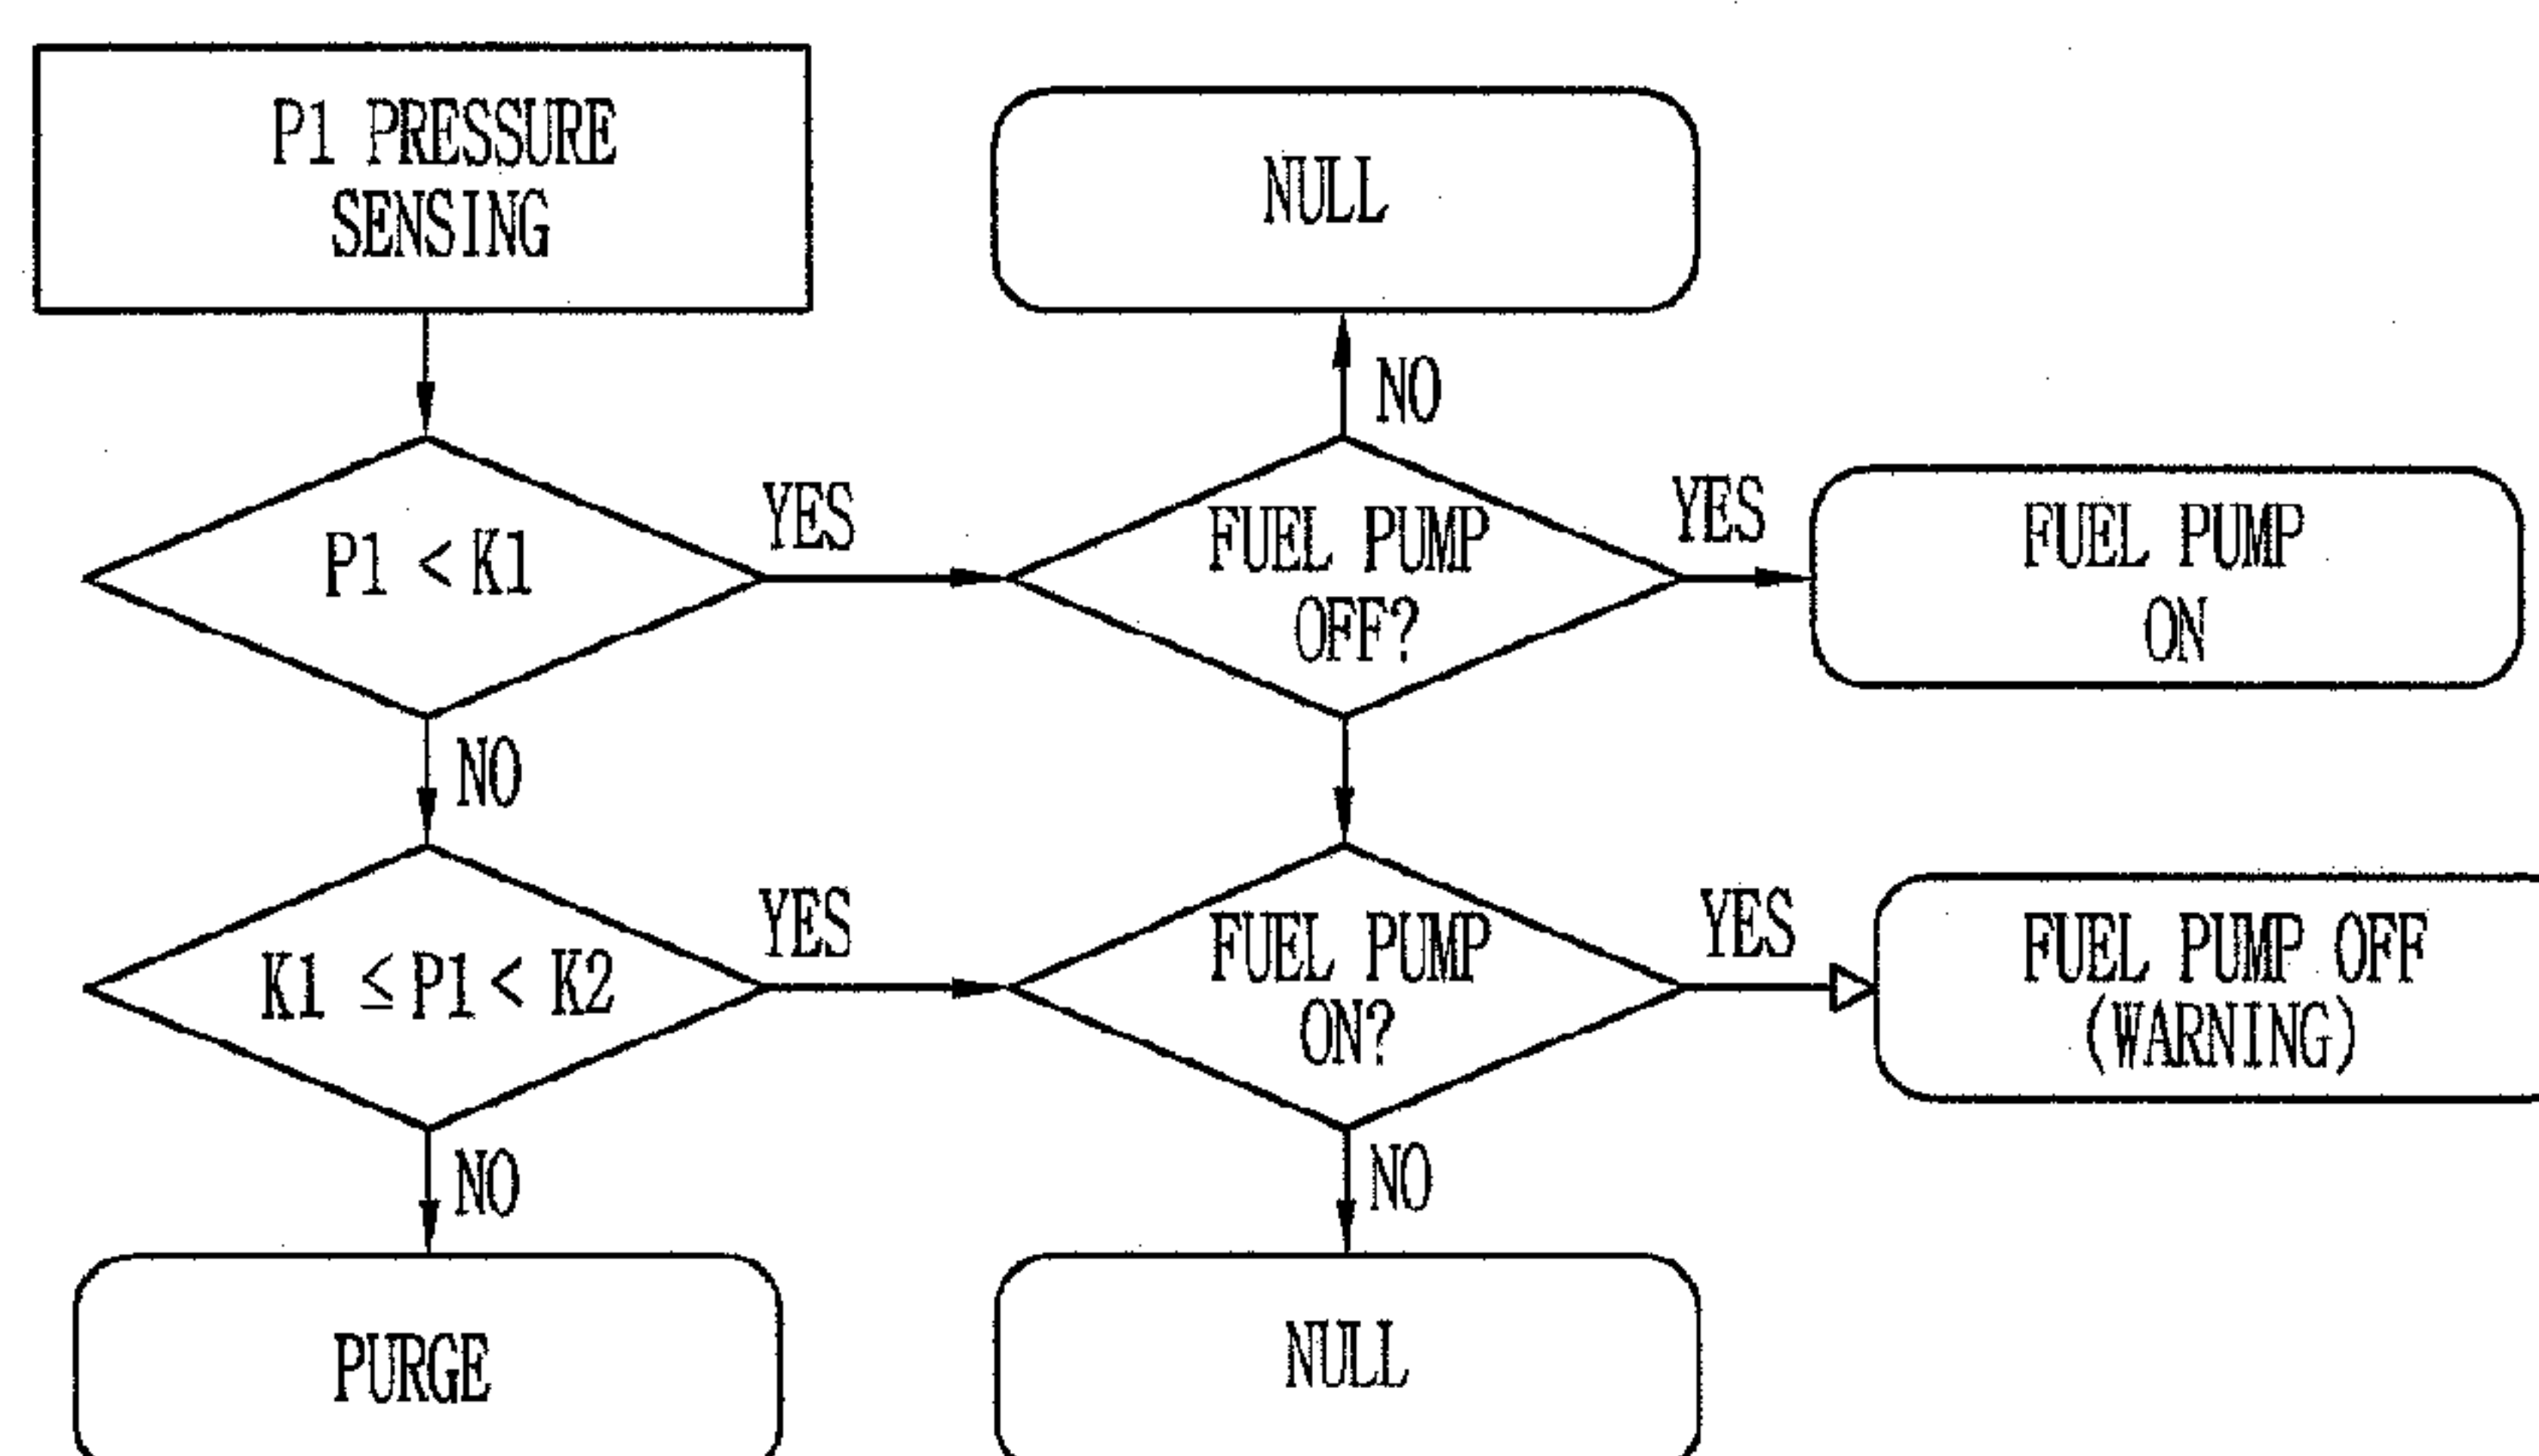 P1 PRESSURE
SENSING
NULL
NO
P1 < K1
YES
FUEL PUMP
OFF?
YES
FUEL PUMP
ON
NO
K1 ≤ P1 < K2
YES
FUEL PUMP
ON?
YES
FUEL PUMP OFF
(WARNING)
NO
NO
PURGE
NULL